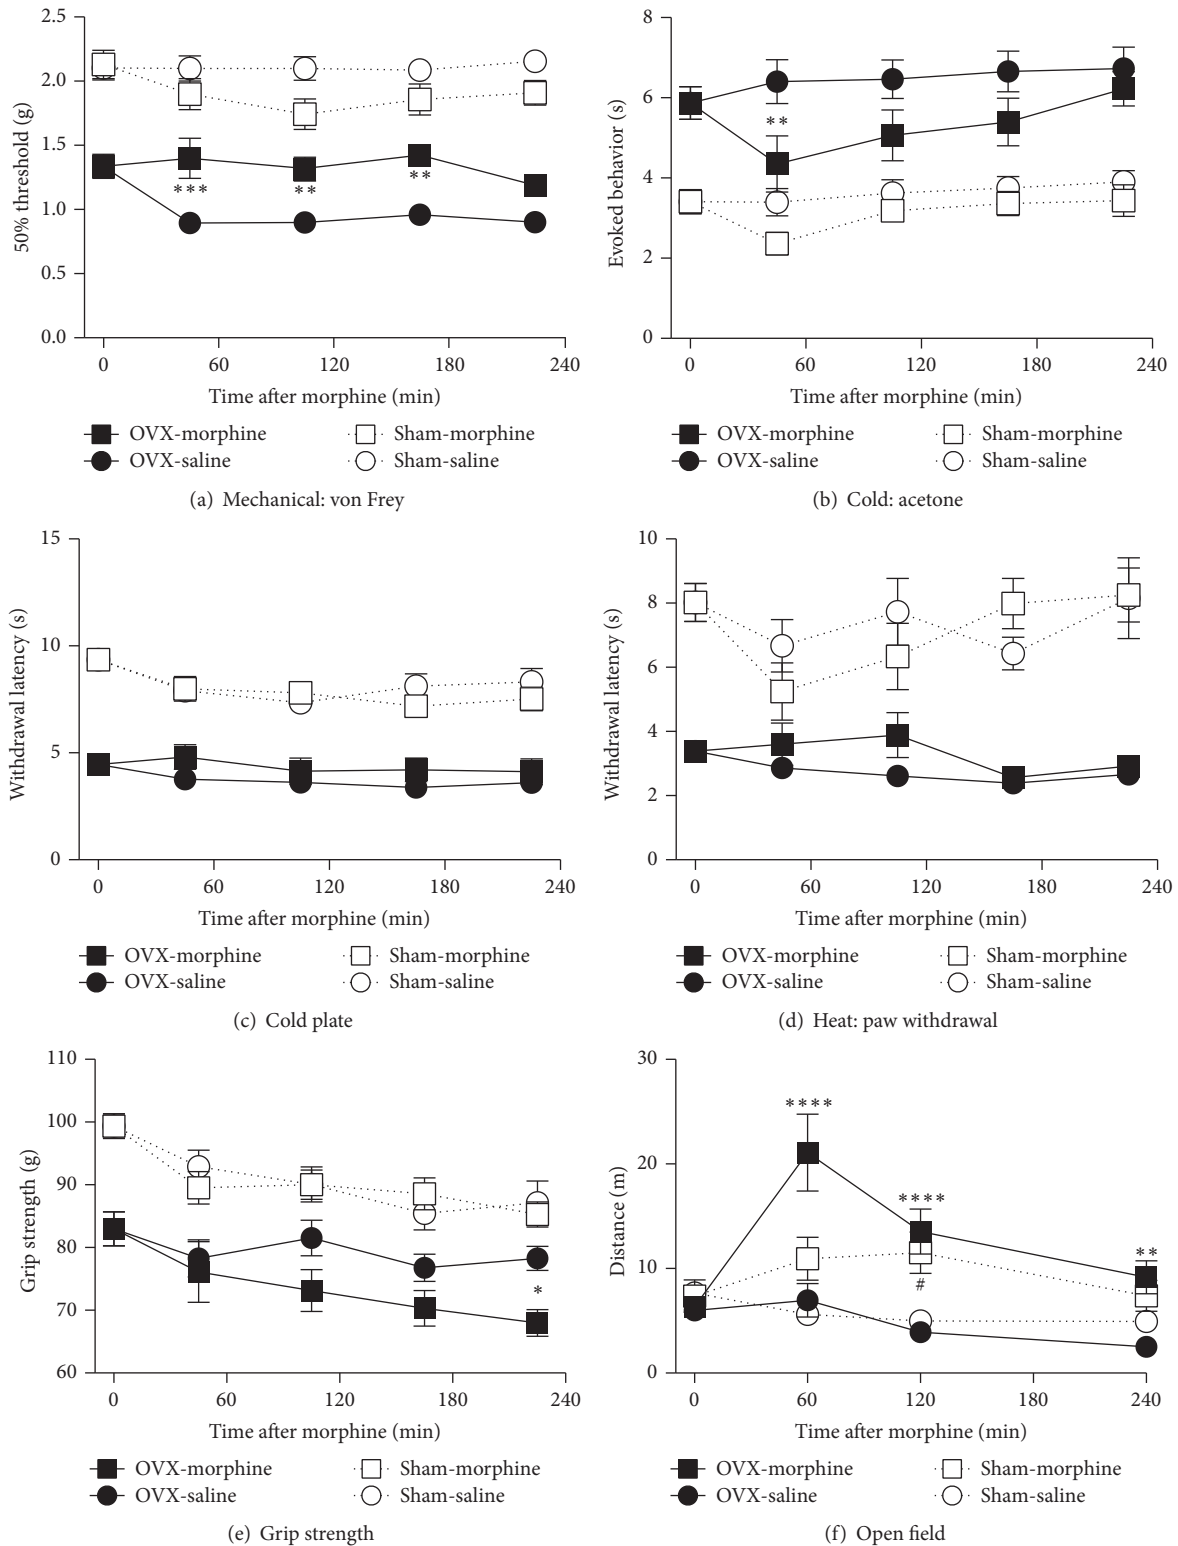 2.5
2.0
1.5
1.0
0.5
0.0
50% threshold (g)
***
**
**
0 60 120 180 240
Time after morphine (min)
OVX-morphine Sham-morphine
OVX-saline Sham-saline
(a) Mechanical: von Frey
8
6
4
2
0
Evoked behavior (s)
**
0 60 120 180 240
Time after morphine (min)
OVX-morphine Sham-morphine
OVX-saline Sham-saline
(b) Cold: acetone
15
10
5
0
Withdrawal latency (s)
0 60 120 180 240
Time after morphine (min)
OVX-morphine Sham-morphine
OVX-saline Sham-saline
(c) Cold plate
10
8
6
4
2
0
Withdrawal latency (s)
0 60 120 180 240
Time after morphine (min)
OVX-morphine Sham-morphine
OVX-saline Sham-saline
(d) Heat: paw withdrawal
110
100
90
80
70
60
Grip strength (g)
*
0 60 120 180 240
Time after morphine (min)
OVX-morphine Sham-morphine
OVX-saline Sham-saline
(e) Grip strength
30
20
10
0
Distance (m)
****
****
**
#
0 60 120 180 240
Time after morphine (min)
OVX-morphine Sham-morphine
OVX-saline Sham-saline
(f) Open field